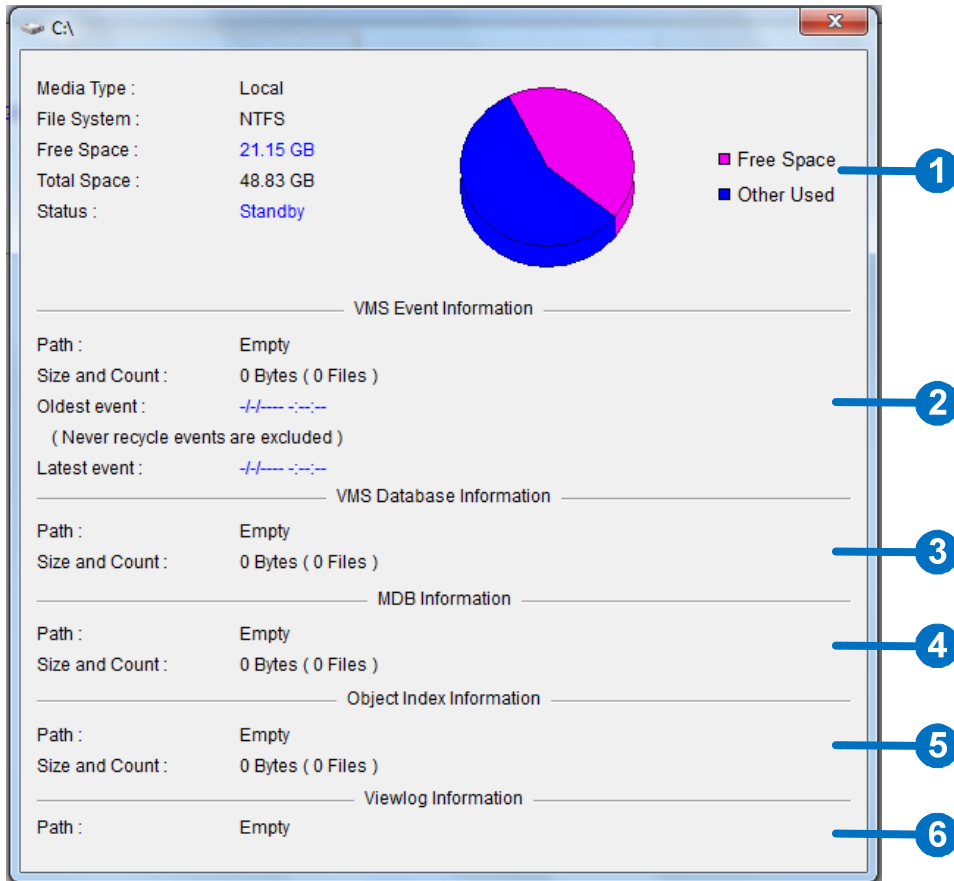 C:\
X
Media Type : Local
File System : NTFS
Free Space : 21.15 GB
Total Space : 48.83 GB
Status : Standby
Free Space
Other Used
1
VMS Event Information
Path : Empty
Size and Count : 0 Bytes ( 0 Files )
Oldest event : -/-/---- -:--:--
( Never recycle events are excluded )
Latest event : -/-/---- -:--:--
2
VMS Database Information
Path : Empty
Size and Count : 0 Bytes ( 0 Files )
3
MDB Information
Path : Empty
Size and Count : 0 Bytes ( 0 Files )
4
Object Index Information
Path : Empty
Size and Count : 0 Bytes ( 0 Files )
5
Viewlog Information
Path : Empty
6